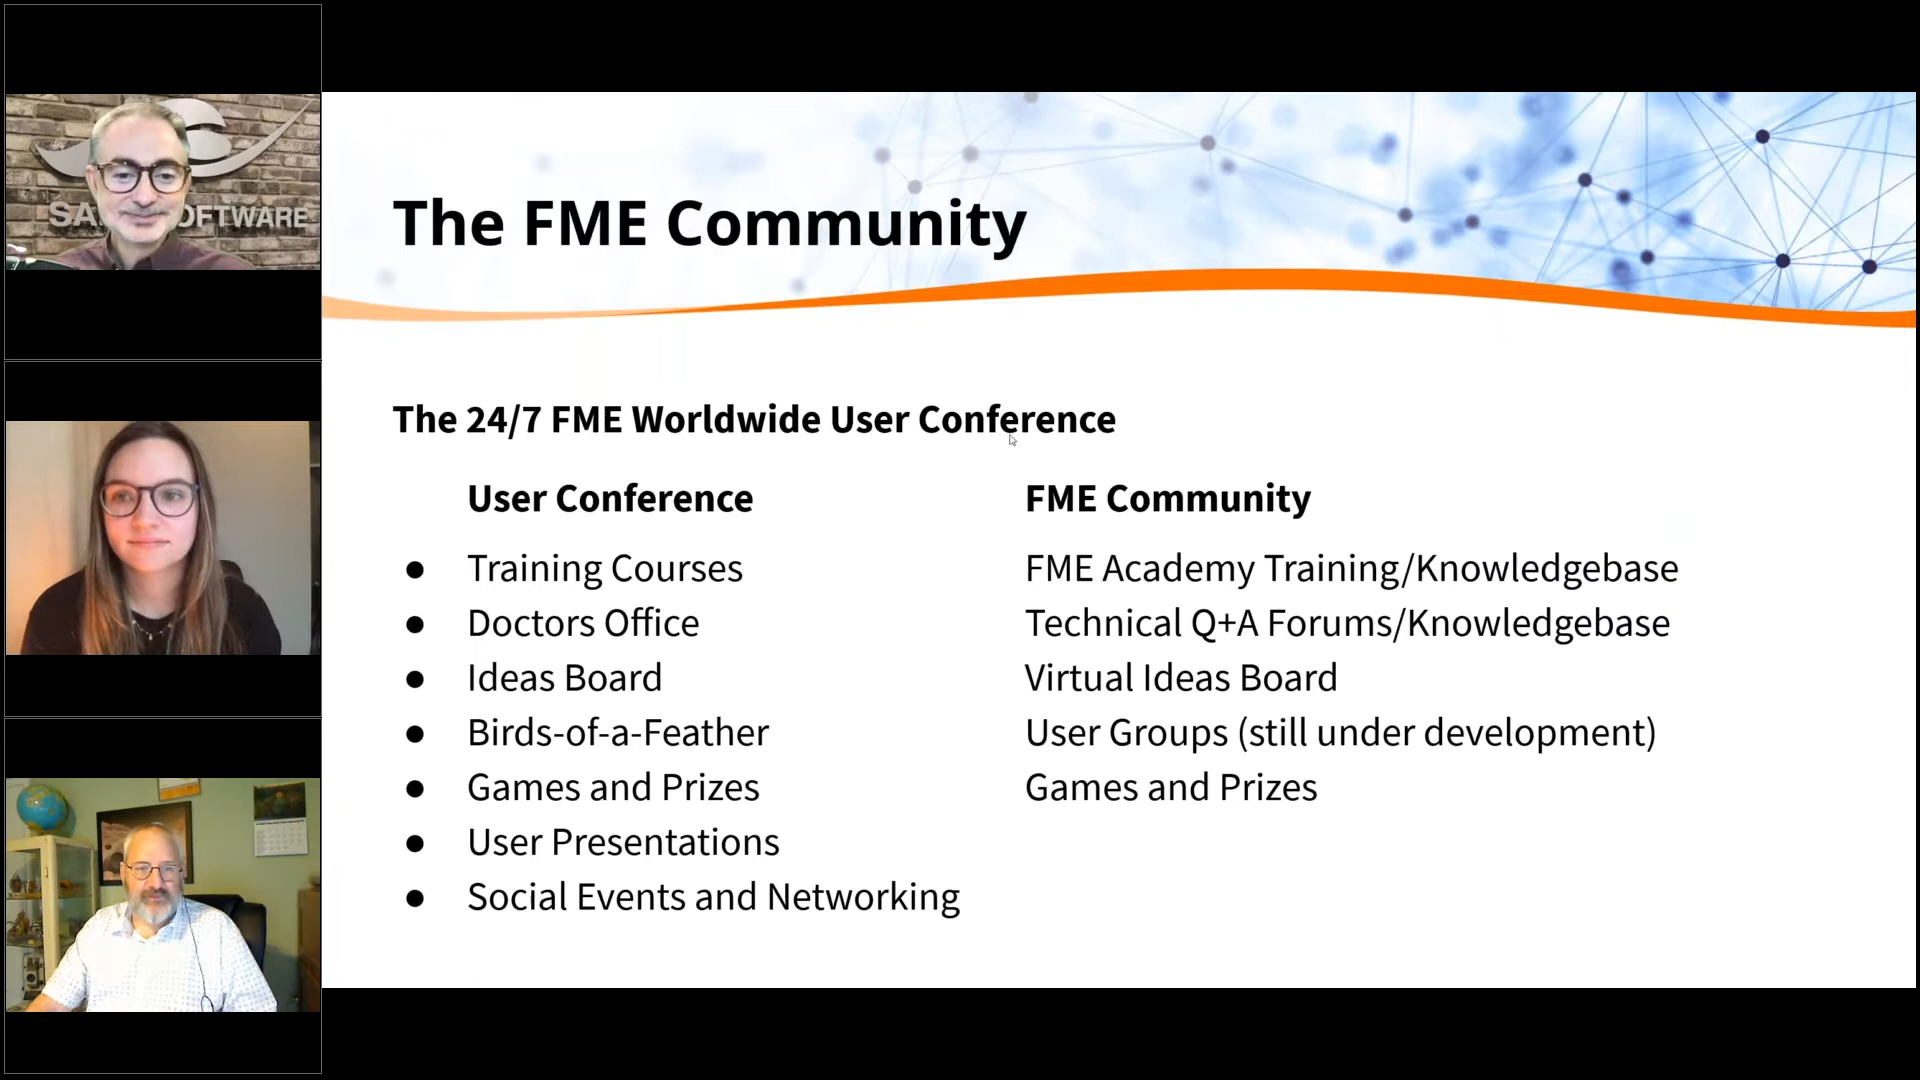 SA OFTWARE
The FME Community
The 24/7 FME Worldwide User Conference
User Conference
FME Community
● Training Courses
FME Academy Training/Knowledgebase
● Doctors Office
Technical Q+A Forums/Knowledgebase
● Ideas Board
Virtual Ideas Board
● Birds-of-a-Feather
User Groups (still under development)
● Games and Prizes
Games and Prizes
● User Presentations
● Social Events and Networking